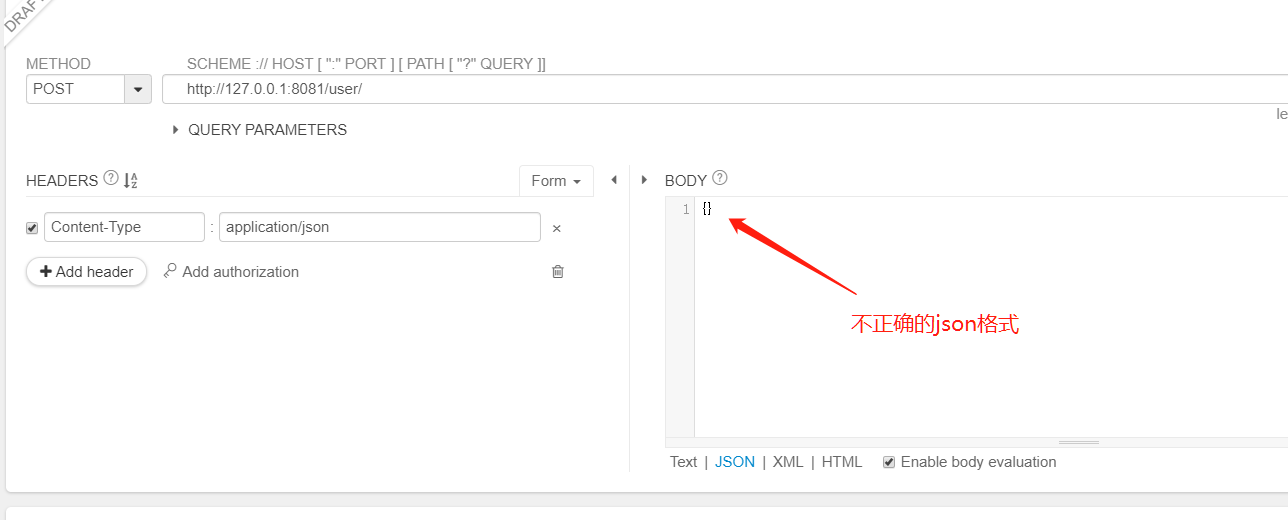 DRAFT
METHOD
SCHEME :// HOST [ ":" PORT ] [ PATH [ "?" QUERY ]]
POST
http://127.0.0.1:8081/user/
le
QUERY PARAMETERS
HEADERS ? A Z
Form
BODY ?
Content-Type : application/json ×
1 {}
Add header
Add authorization
不正确的json格式
Text | JSON | XML | HTML
Enable body evaluation